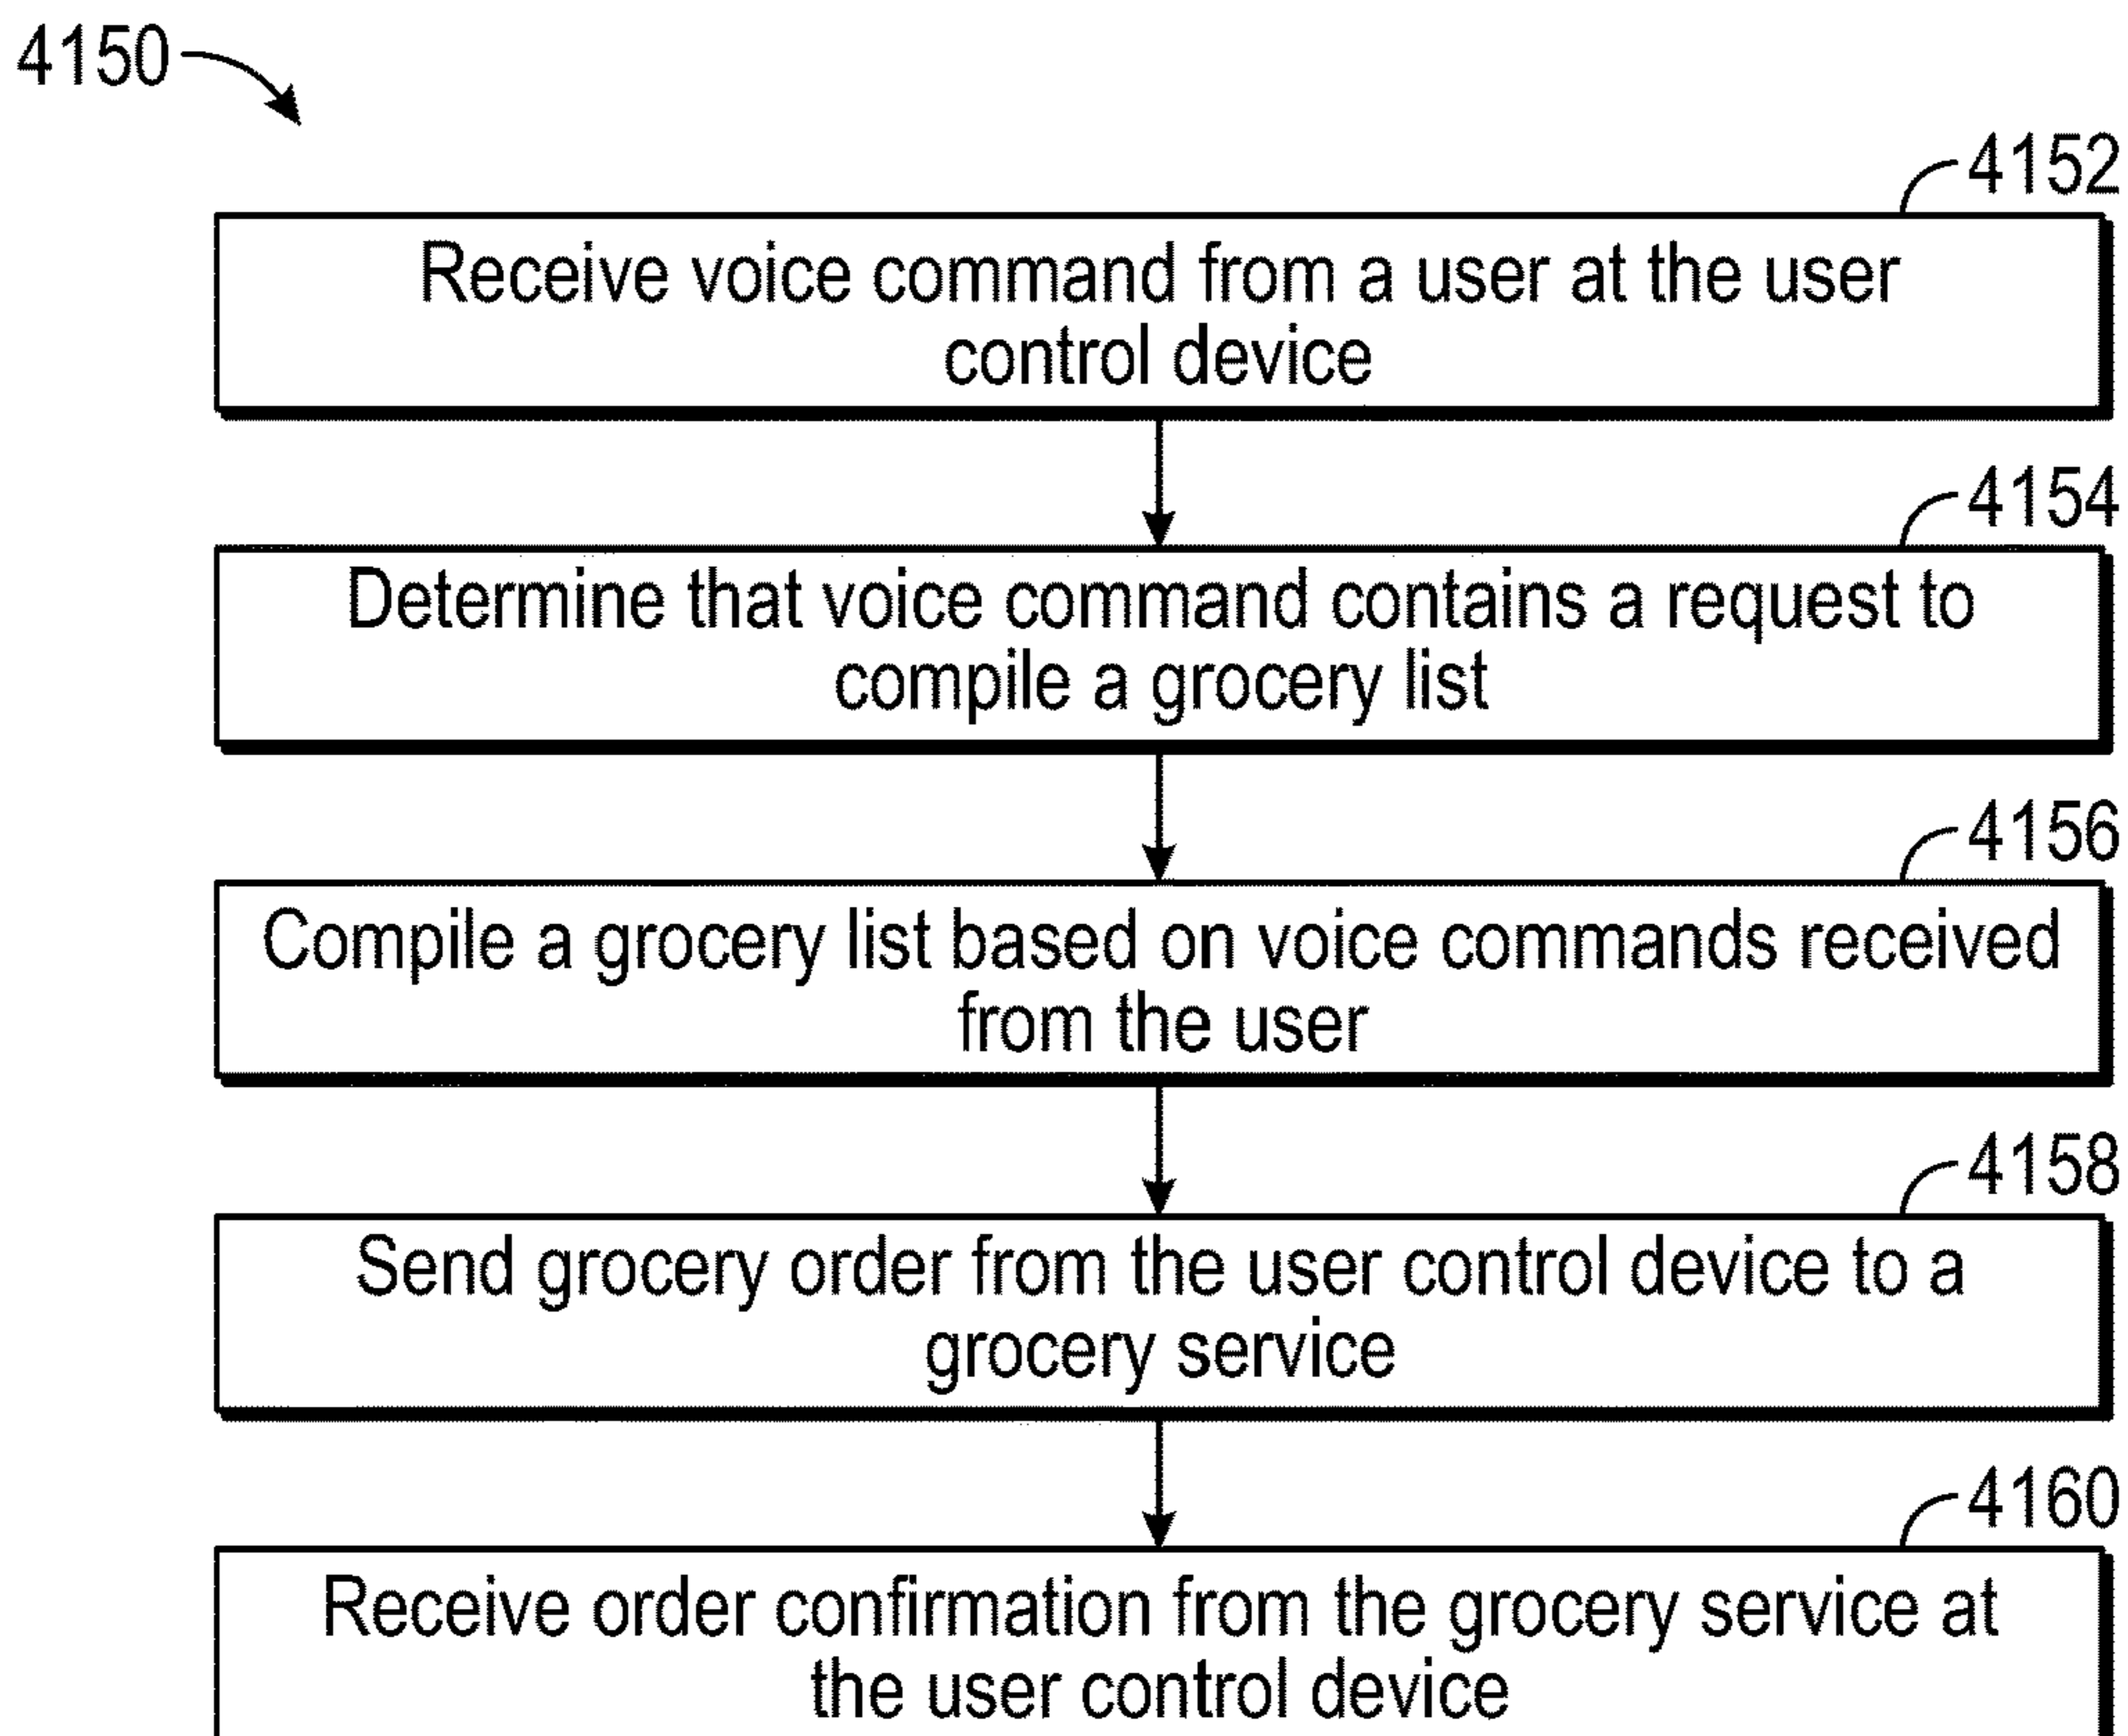 4150
4152
Receive voice command from a user at the user
control device
4154
Determine that voice command contains a request to
compile a grocery list
4156
Compile a grocery list based on voice commands received
from the user
4158
Send grocery order from the user control device to a
grocery service
4160
Receive order confirmation from the grocery service at
the user control device